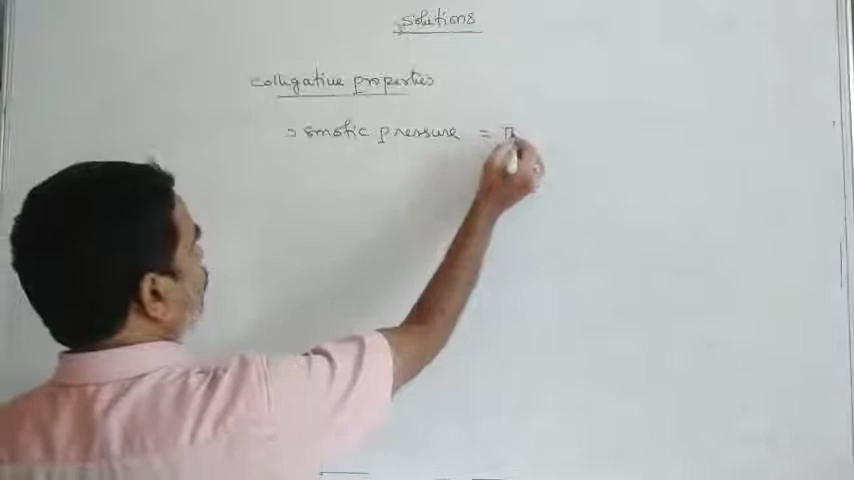 Solutions
colligative properties
osmotic pressure = π